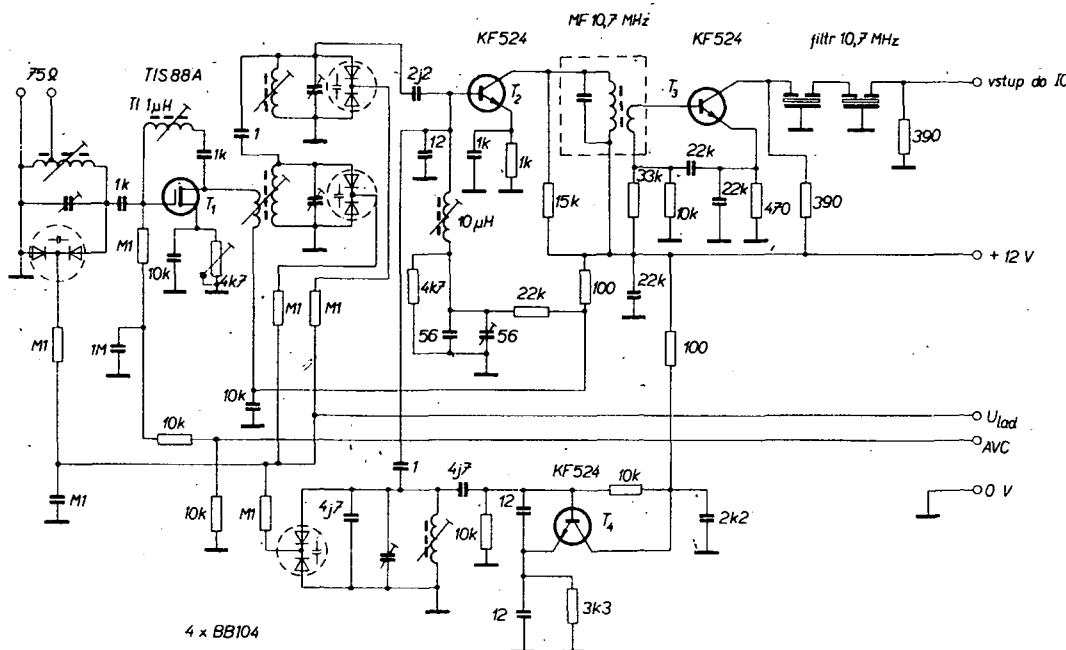 MF 10,7 MHz
KF524
KF524
filtr 10,7 MHz
75Ω
TIS88A
Tl 1μH
1k
1k
T1
M1
10k
4k7
M1
1M
10k
10k
M1
1
2j2
12
T2
1k
1k
10μH
4k7
56
56
22k
15k
T3
33k
10k
22k
22k
470
390
390
vstup do IO
+ 12 V
22k
100
100
M1
M1
10k
Ulad
AVC
0 V
1
4j7
KF524
10k
M1
4j7
10k
12
T4
2k2
12
3k3
4 x BB104